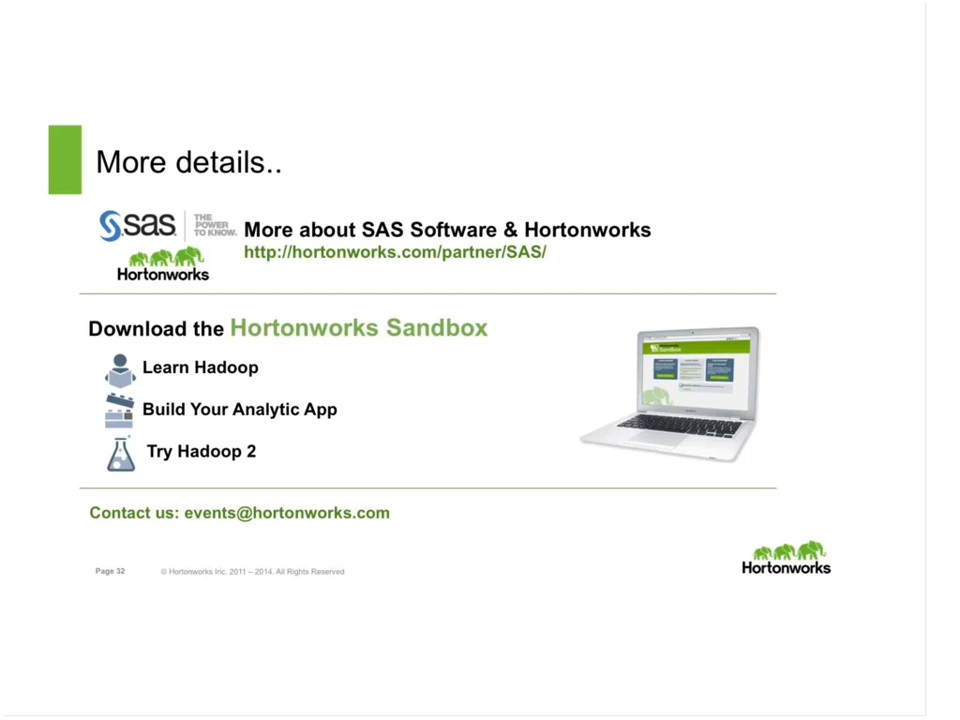 More details..
sas
THE
POWER
TO KNOW.
More about SAS Software & Hortonworks
http://hortonworks.com/partner/SAS/
Hortonworks
Download the Hortonworks Sandbox
Learn Hadoop
Build Your Analytic App
Try Hadoop 2
Contact us: events@hortonworks.com
Page 32
© Hortonworks Inc. 2011 – 2014. All Rights Reserved
Hortonworks